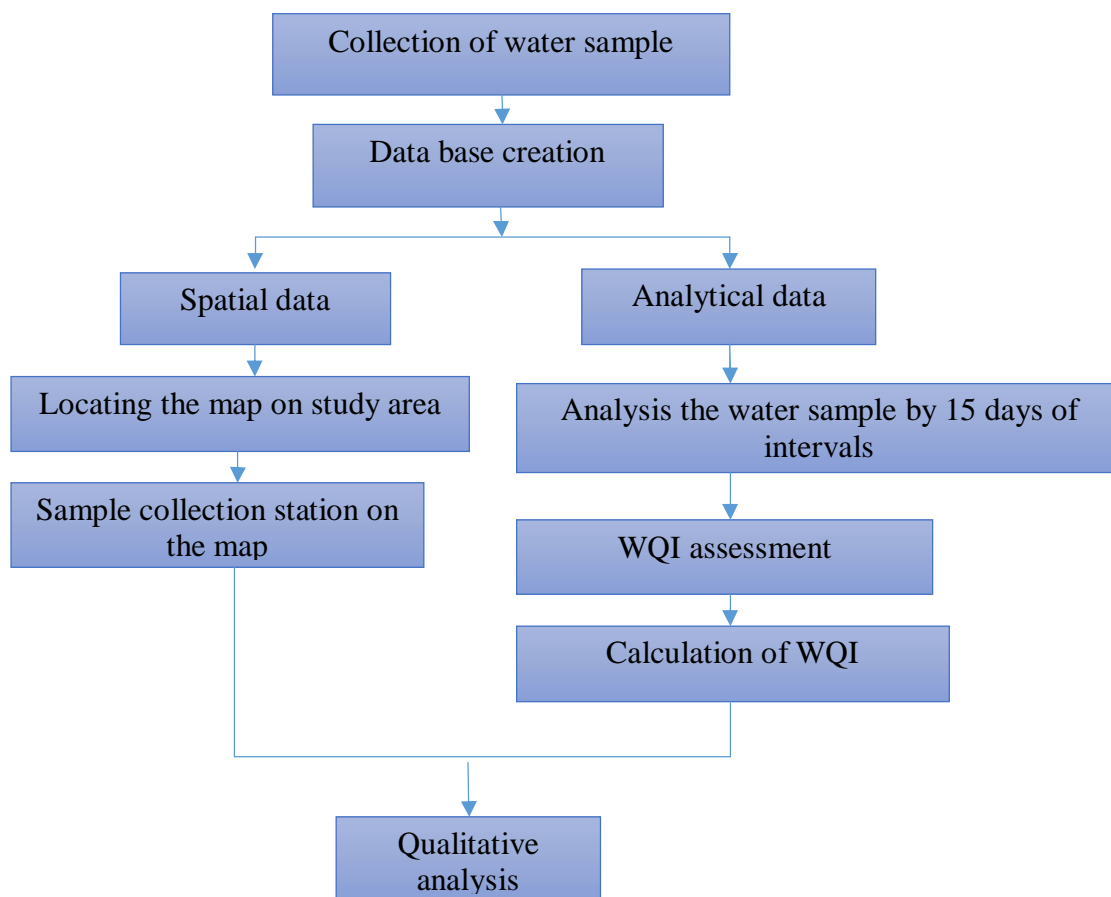 Collection of water sample
Data base creation
Spatial data
Analytical data
Locating the map on study area
Analysis the water sample by 15 days of
intervals
Sample collection station on
the map
WQI assessment
Calculation of WQI
Qualitative
analysis